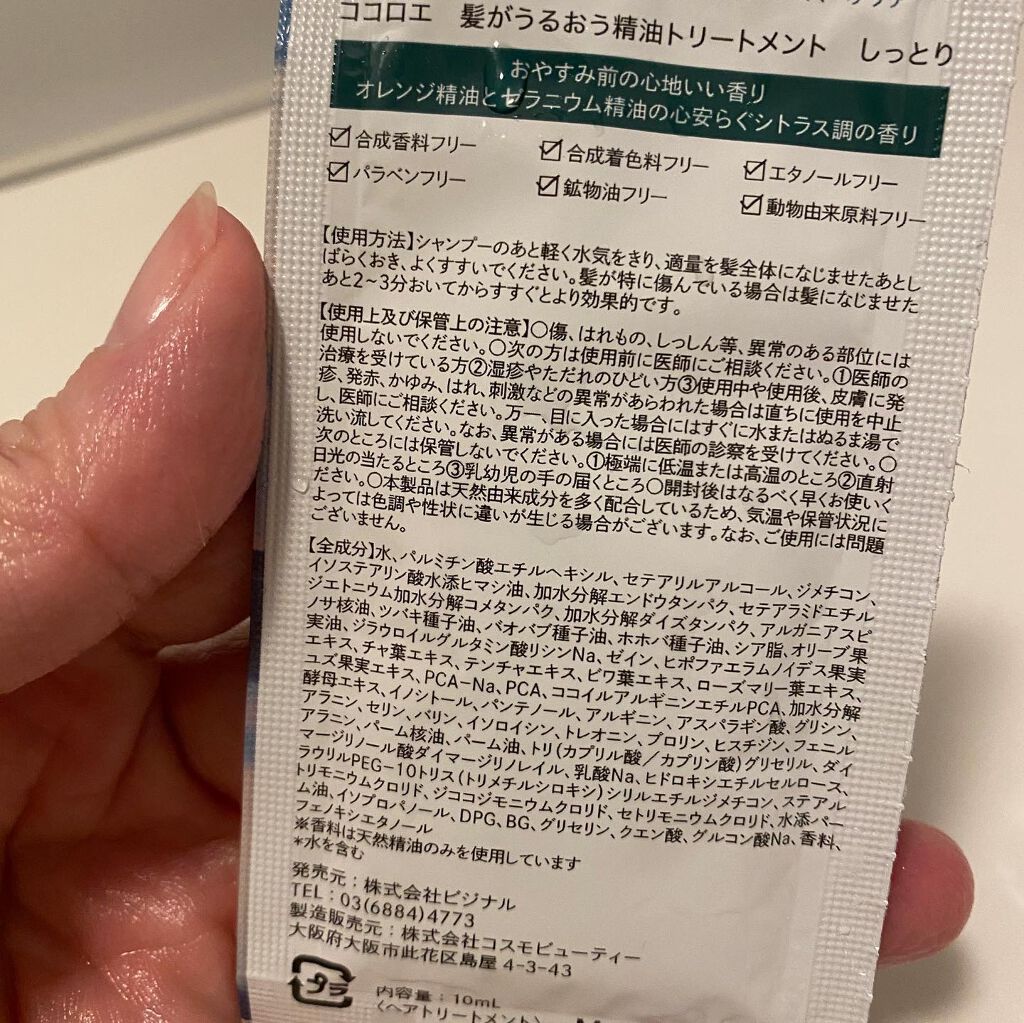 ココロエ 髪がうるおう精油トリートメント しっとり
おやすみ前の心地いい香り
オレンジ精油とゼラニウム精油の心安らぐシトラス調の香り
☑合成香料フリー ☑合成着色料フリー ☑エタノールフリー
☑パラベンフリー ☑鉱物油フリー ☑動物由来原料フリー
【使用方法】シャンプーのあと軽く水気をきり、適量を髪全体になじませたあとし
ばらくおき、よくすすいでください。髪が特に傷んでいる場合は髪になじませた
あと2~3分おいてからすすぐとより効果的です。
【使用上及び保管上の注意】○傷、はれもの、しっしん等、異常のある部位には
使用しないでください。○次の方は使用前に医師にご相談ください。①医師の
治療を受けている方②湿疹やただれのひどい方③使用中や使用後、皮膚に発
疹、発赤、かゆみ、はれ、刺激などの異常があらわれた場合は直ちに使用を中止
し、医師にご相談ください。万一、目に入った場合にはすぐに水またはぬるま湯で
洗い流してください。なお、異常がある場合には医師の診察を受けてください。○
次のところには保管しないでください。①極端に低温または高温のところ②直射
日光の当たるところ③乳幼児の手の届くところ○開封後はなるべく早くお使いく
ださい。○本製品は天然由来成分を多く配合しているため、気温や保管状況に
よっては色調や性状に違いが生じる場合がございます。なお、ご使用には問題
ございません。
【全成分】水、パルミチン酸エチルヘキシル、セテアリルアルコール、ジメチコン、
イソステアリン酸水添ヒマシ油、加水分解エンドウタンパク、セテアラミドエチル
ジエトニウム加水分解コメタンパク、加水分解ダイズタンパク、アルガニアスピ
ノサ核油、ツバキ種子油、バオバブ種子油、ホホバ種子油、シア脂、オリーブ果
実油、ジラウロイルグルタミン酸リシンNa、ゼイン、ヒポファエラムノイデス果実
エキス、チャ葉エキス、テンチャエキス、ビワ葉エキス、ローズマリー葉エキス、
ユズ果実エキス、PCA-Na、PCA、ココイルアルギニンエチルPCA、加水分解
酵母エキス、イノシトール、パンテノール、アルギニン、アスパラギン酸、グリシン、
アラニン、セリン、バリン、イソロイシン、トレオニン、プロリン、ヒスチジン、フェニル
アラニン、パーム核油、パーム油、トリ(カプリル酸/カプリン酸)グリセリル、ダイ
マージリノール酸ダイマージリノレイル、乳酸Na、ヒドロキシエチルセルロース、
ラウリルPEG-10トリス(トリメチルシロキシ)シリルエチルジメチコン、ステアル
トリモニウムクロリド、ジココジモニウムクロリド、セトリモニウムクロリド、水添パー
ム油、イソプロパノール、DPG、BG、グリセリン、クエン酸、グルコン酸Na、香料、
フェノキシエタノール
※香料は天然精油のみを使用しています
*水を含む
発売元:株式会社ビジナル
TEL:03(6884)4773
製造販売元:株式会社コスモビューティー
大阪府大阪市此花区島屋 4-3-43
プラ
内容量:10mL
〈ヘアトリートメント〉